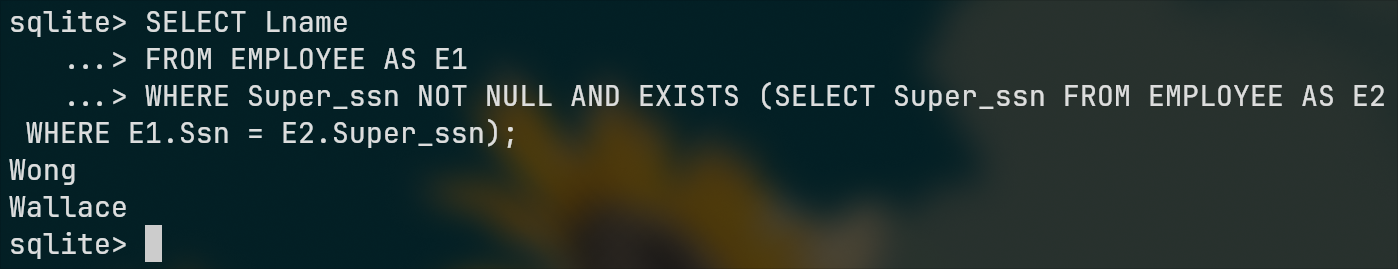 sqlite> SELECT Lname
...> FROM EMPLOYEE AS E1
...> WHERE Super_ssn NOT NULL AND EXISTS (SELECT Super_ssn FROM EMPLOYEE AS E2
WHERE E1.Ssn = E2.Super_ssn);
Wong
Wallace
sqlite>